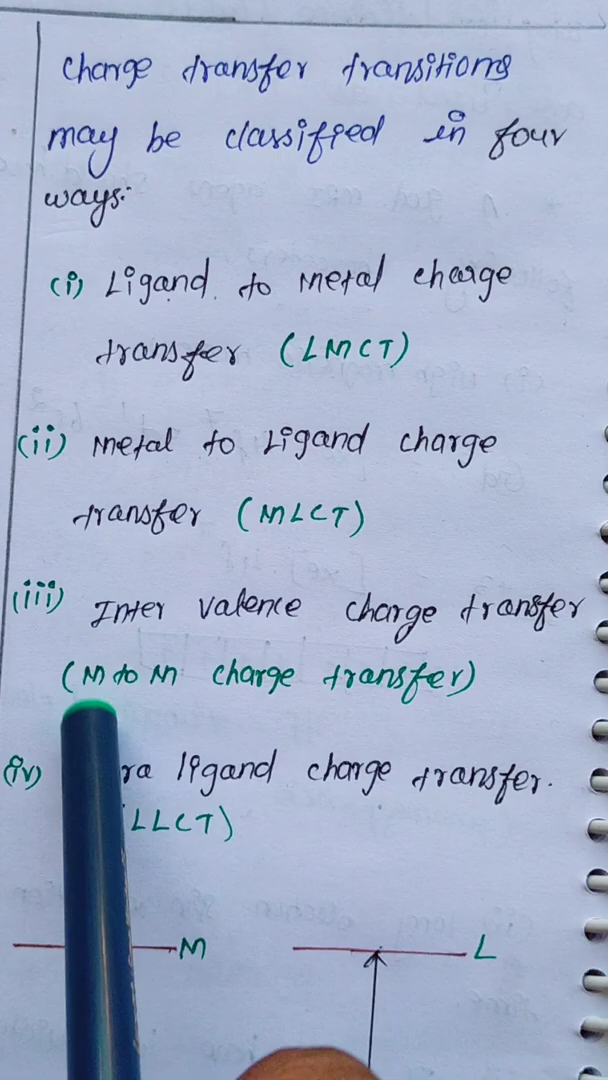 Charge transfer transitions
may be classified in four
ways:-
(i) Ligand to metal charge
transfer (LMCT)
(ii) Metal to Ligand charge
transfer (MLCT)
(iii) Inter valence charge transfer
(M to M charge transfer)
(iv) ra ligand charge transfer.
LLCT)
M L